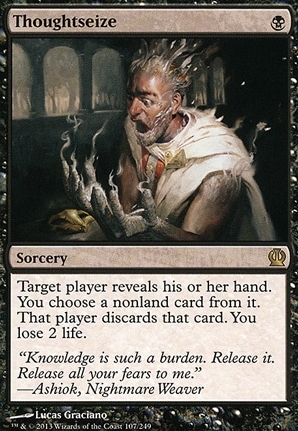 Thoughtseize
Sorcery
Target player reveals his or her hand.
You choose a nonland card from it.
That player discards that card. You
lose 2 life.
“Knowledge is such a burden. Release it.
Release all your fears to me.”
—Ashiok, Nightmare Weaver
Lucas Graciano
™ & © 2013 Wizards of the Coast 107/249